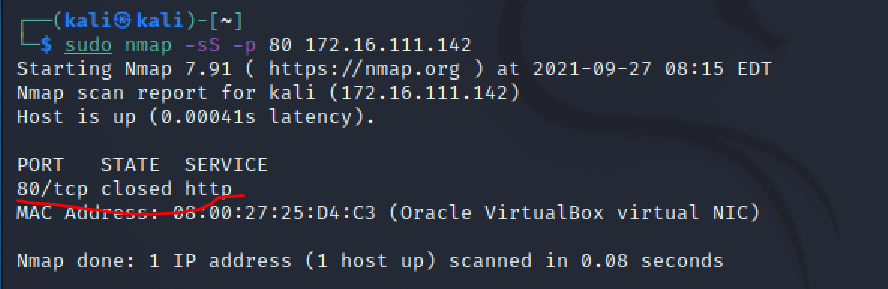 ┌──(kali㉿kali)-[~]
└─$ sudo nmap -sS -p 80 172.16.111.142
Starting Nmap 7.91 ( https://nmap.org ) at 2021-09-27 08:15 EDT
Nmap scan report for kali (172.16.111.142)
Host is up (0.00041s latency).
PORT   STATE  SERVICE
80/tcp closed http
MAC Address: 08:00:27:25:D4:C3 (Oracle VirtualBox virtual NIC)
Nmap done: 1 IP address (1 host up) scanned in 0.08 seconds